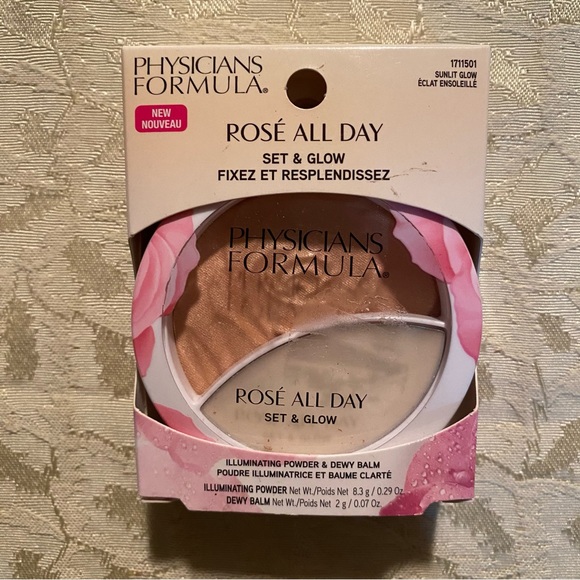 PHYSICIANS
FORMULA®
1711501
SUNLIT GLOW
ÉCLAT ENSOLEILLÉ
NEW
NOUVEAU
ROSÉ ALL DAY
SET & GLOW
FIXEZ ET RESPLENDISSEZ
PHYSICIANS
FORMULA®
ROSÉ ALL DAY
SET & GLOW
ILLUMINATING POWDER & DEWY BALM
POUDRE ILLUMINATRICE ET BAUME CLARTÉ
ILLUMINATING POWDER Net Wt./Poids Net 8.3 g / 0.29 Oz.
DEWY BALM Net Wt./Poids Net 2 g / 0.07 Oz.